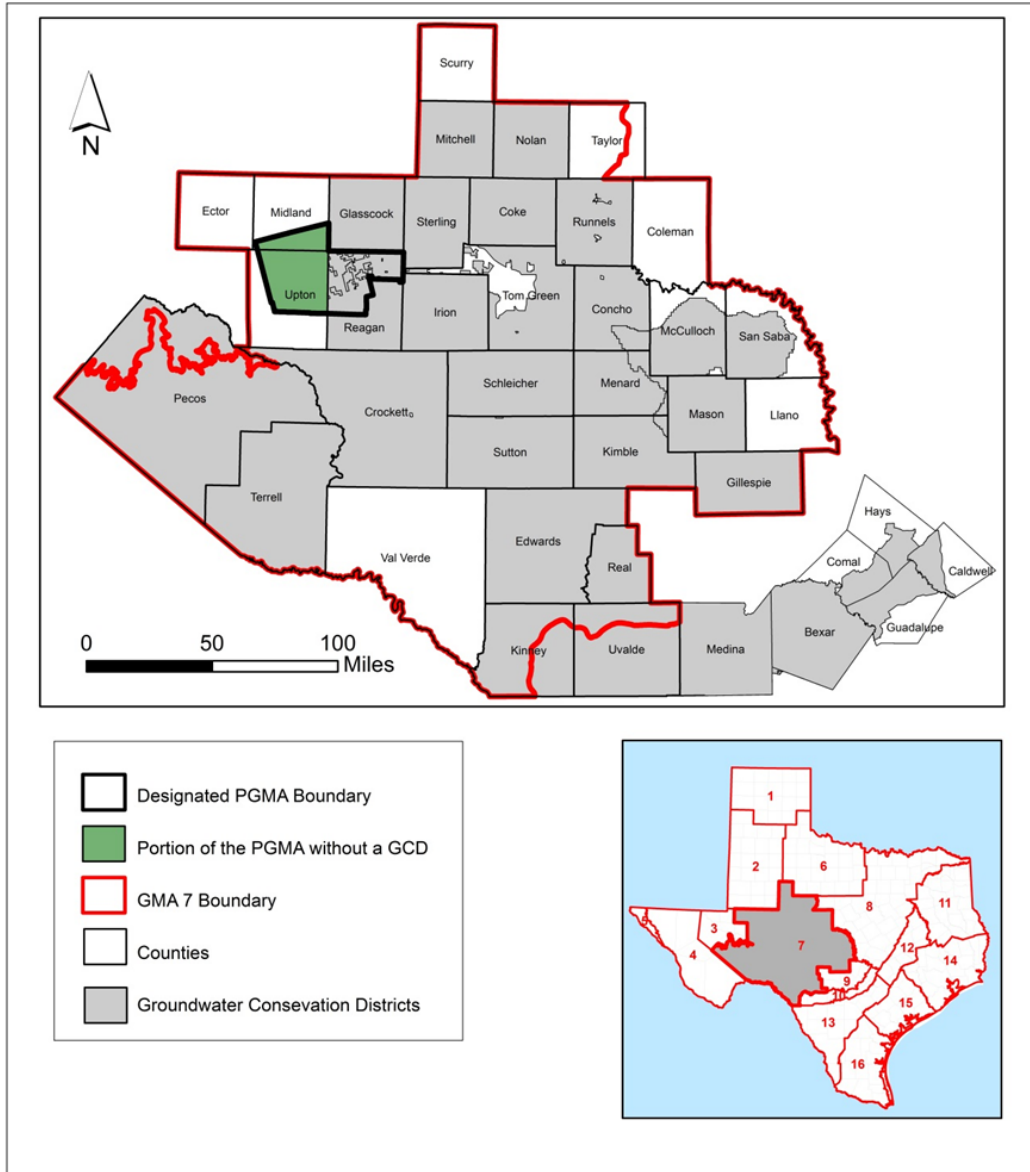 Scurry
N
Mitchell
Nolan
Taylor
Ector
Midland
Glasscock
Sterling
Coke
Runnels
Coleman
Upton
Reagan
Irion
Tom Green
Concho
McCulloch
San Saba
Pecos
Crockett
Schleicher
Menard
Mason
Llano
Sutton
Kimble
Gillespie
Terrell
Val Verde
Edwards
Real
Hays
Comal
Caldwell
Guadalupe
Bexar
Kinney
Uvalde
Medina
0 50 100
Miles
Designated PGMA Boundary
Portion of the PGMA without a GCD
GMA 7 Boundary
Counties
Groundwater Consevation Districts
1
2
6
8
11
5
3
4
7
12
14
9
10
15
13
16